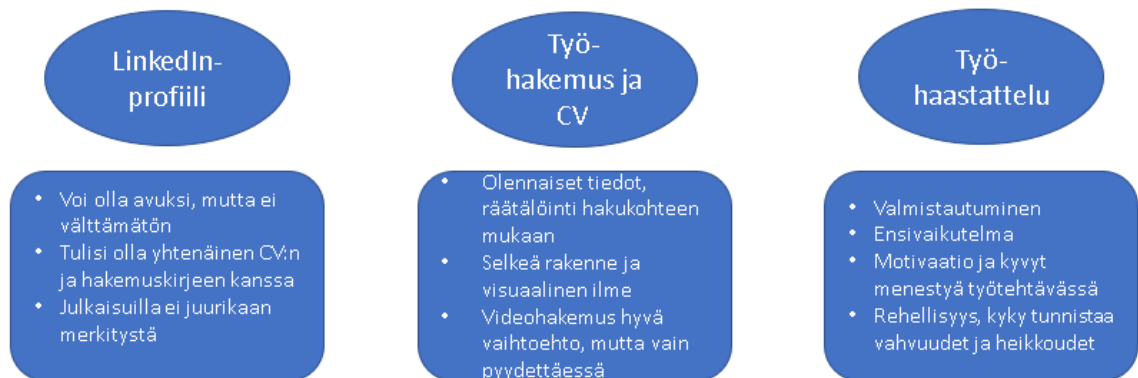 LinkedIn-
profiili
• Voi olla avuksi, mutta ei
välttämätön
• Tulisi olla yhtenäinen CV:n
ja hakemuskirjeen kanssa
• Julkaisuilla ei juurikaan
merkitystä
Työ-
hakemus ja
CV
• Olennaiset tiedot,
räätälöinti hakukohteen
mukaan
• Selkeä rakenne ja
visuaalinen ilme
• Videohakemus hyvä
vaihtoehto, mutta vain
pyydettäessä
Työ-
haastattelu
• Valmistautuminen
• Ensivaikutelma
• Motivaatio ja kyvyt
menestyä työtehtävässä
• Rehellisyys, kyky tunnistaa
vahvuudet ja heikkoudet